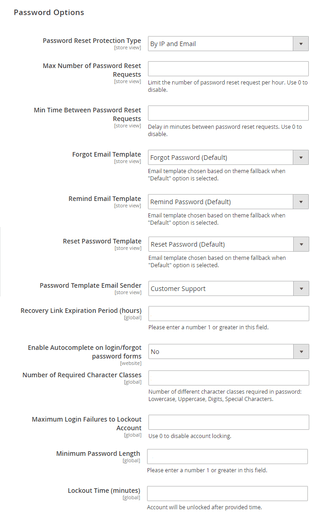 Password Options
Password Reset Protection Type
[store view]
By IP and Email
Max Number of Password Reset
Requests
[store view]
Limit the number of password reset request per hour. Use 0 to
disable.
Min Time Between Password Reset
Requests
[store view]
Delay in minutes between password reset requests. Use 0 to
disable.
Forgot Email Template
[store view]
Forgot Password (Default)
Email template chosen based on theme fallback when
"Default" option is selected.
Remind Email Template
[store view]
Remind Password (Default)
Email template chosen based on theme fallback when
"Default" option is selected.
Reset Password Template
[store view]
Reset Password (Default)
Email template chosen based on theme fallback when
"Default" option is selected.
Password Template Email Sender
[store view]
Customer Support
Recovery Link Expiration Period (hours)
[global]
Please enter a number 1 or greater in this field.
Enable Autocomplete on login/forgot
password forms
[website]
No
Number of Required Character Classes
[global]
Number of different character classes required in password:
Lowercase, Uppercase, Digits, Special Characters.
Maximum Login Failures to Lockout
Account
[global]
Use 0 to disable account locking.
Minimum Password Length
[global]
Please enter a number 1 or greater in this field.
Lockout Time (minutes)
[global]
Account will be unlocked after provided time.